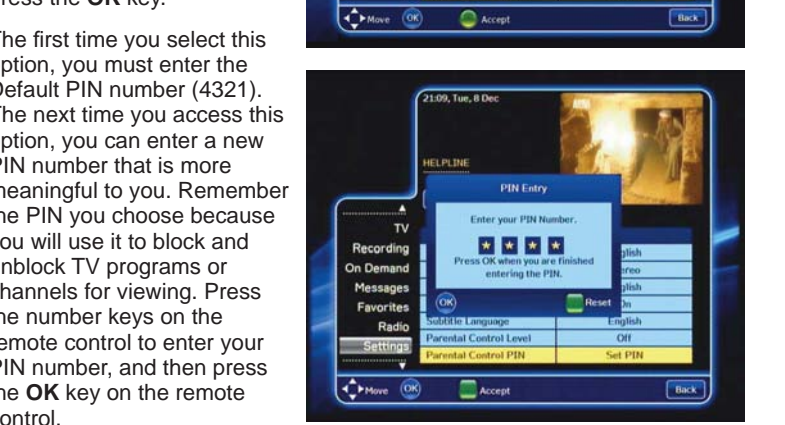 press the OK key.
Move OK Accept Back
The first time you select this
option, you must enter the
Default PIN number (4321).
The next time you access this
option, you can enter a new
PIN number that is more
meaningful to you. Remember
the PIN you choose because
you will use it to block and
unblock TV programs or
channels for viewing. Press
the number keys on the
remote control to enter your
PIN number, and then press
the OK key on the remote
control.
21:09, Tue, 8 Dec
HELPLINE
PIN Entry
Enter your PIN Number.
* * * *
Press OK when you are finished
entering the PIN.
OK Reset
TV
Recording
On Demand
Messages
Favorites
Radio
Settings
glish
ereo
glish
On
Subtitle Language English
Parental Control Level Off
Parental Control PIN Set PIN
Move OK Accept Back